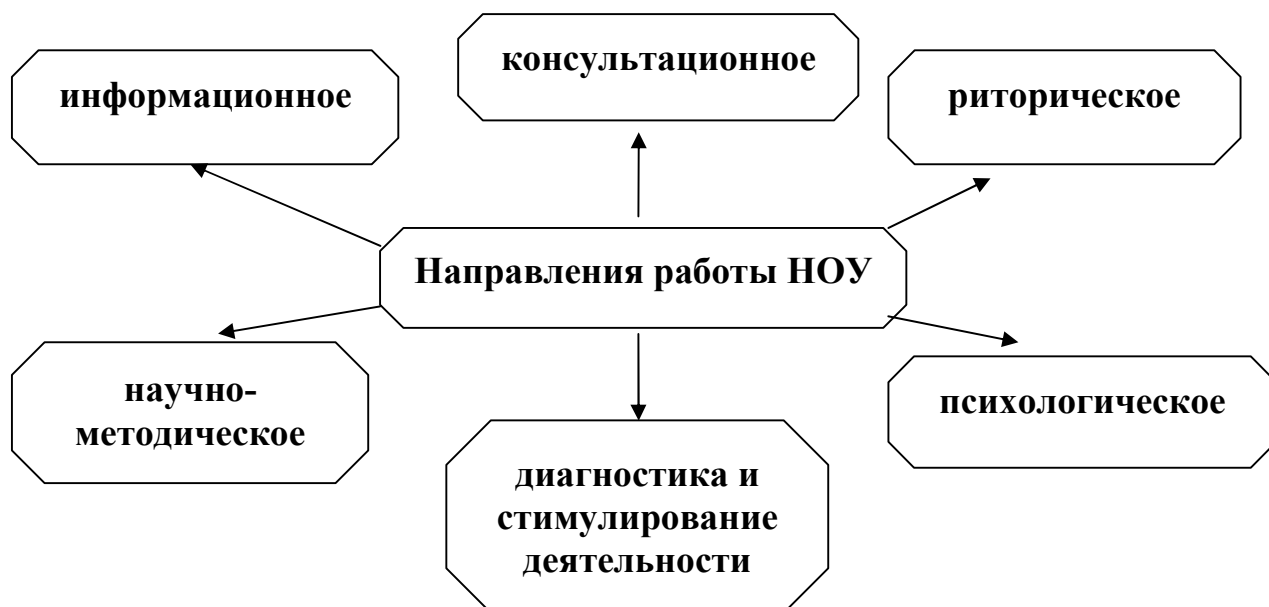 консультационное
информационное
риторическое
Направления работы НОУ
научно-
методическое
психологическое
диагностика и
стимулирование
деятельности